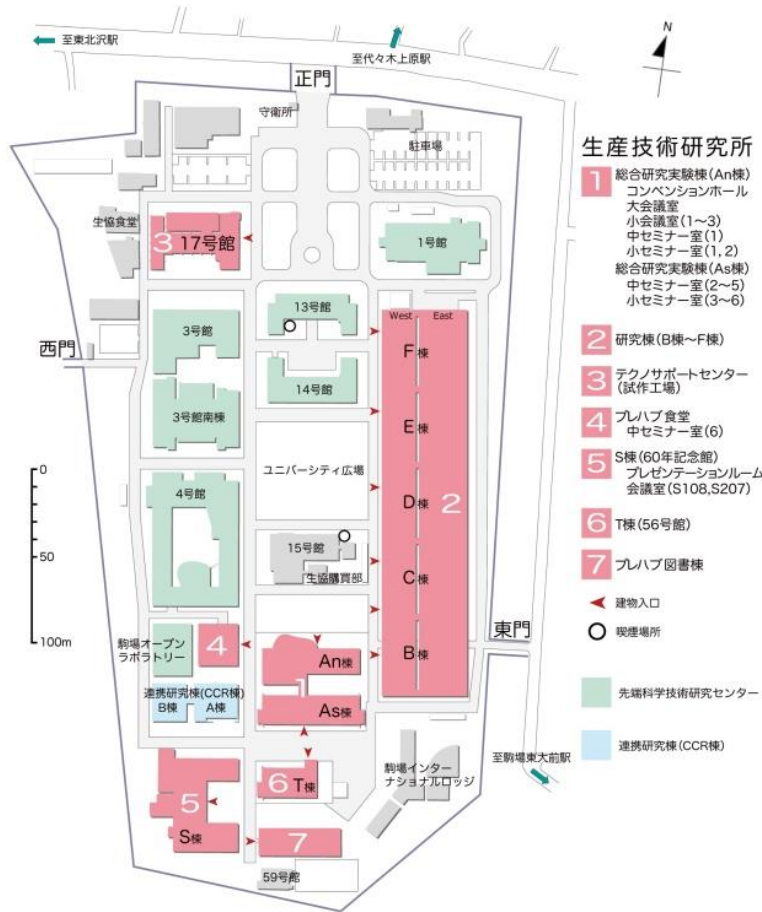 至東北沢駅
至代々木上原駅
N
正門
守衛所
駐車場
生協食堂
3 17号館
1号館
13号館
West East
3号館
西門
F棟
14号館
3号館南棟
E棟
ユニバーシティ広場
0
4号館
D棟
2
50
15号館
生協購買部
C棟
100m
東門
駒場オープン
ラボラトリー
4
An棟
B棟
1
連携研究棟(CCR棟)
B棟 A棟
As棟
駒場インター
ナショナルロッジ
至駒場東大前駅
6 T棟
5
S棟
7
59号館
生産技術研究所
1 総合研究実験棟(An棟)
コンベンションホール
大会議室
小会議室(1〜3)
中セミナー室(1)
小セミナー室(1, 2)
総合研究実験棟(As棟)
中セミナー室(2〜5)
小セミナー室(3〜6)
2 研究棟(B棟〜F棟)
3 テクノサポートセンター
(試作工場)
4 プレハブ食堂
中セミナー室(6)
5 S棟(60年記念館)
プレゼンテーションルーム
会議室(S108,S207)
6 T棟(56号館)
7 プレハブ図書棟
建物入口
喫煙場所
先端科学技術研究センター
連携研究棟(CCR棟)